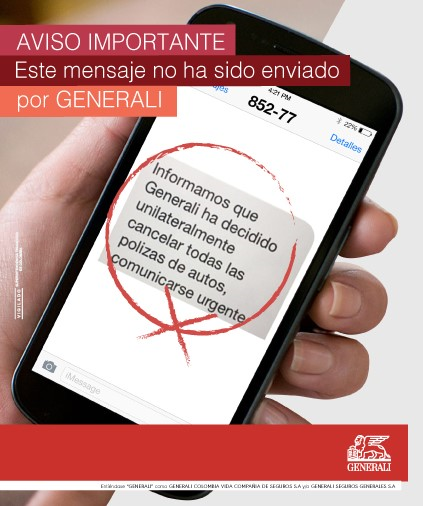 AVISO IMPORTANTE
Este mensaje no ha sido enviado
por GENERALI
4:21 PM
22%
852-77
Detalles
Informamos que
Generali ha decidido
unilateralmente
cancelar todas las
polizas de autos,
comunicarse urgente
iMessage
VIGILADO
GENERALI
Entiéndase "GENERALI" como GENERALI COLOMBIA VIDA COMPAÑIA DE SEGUROS S.A y/o GENERALI SEGUROS GENERALES S.A